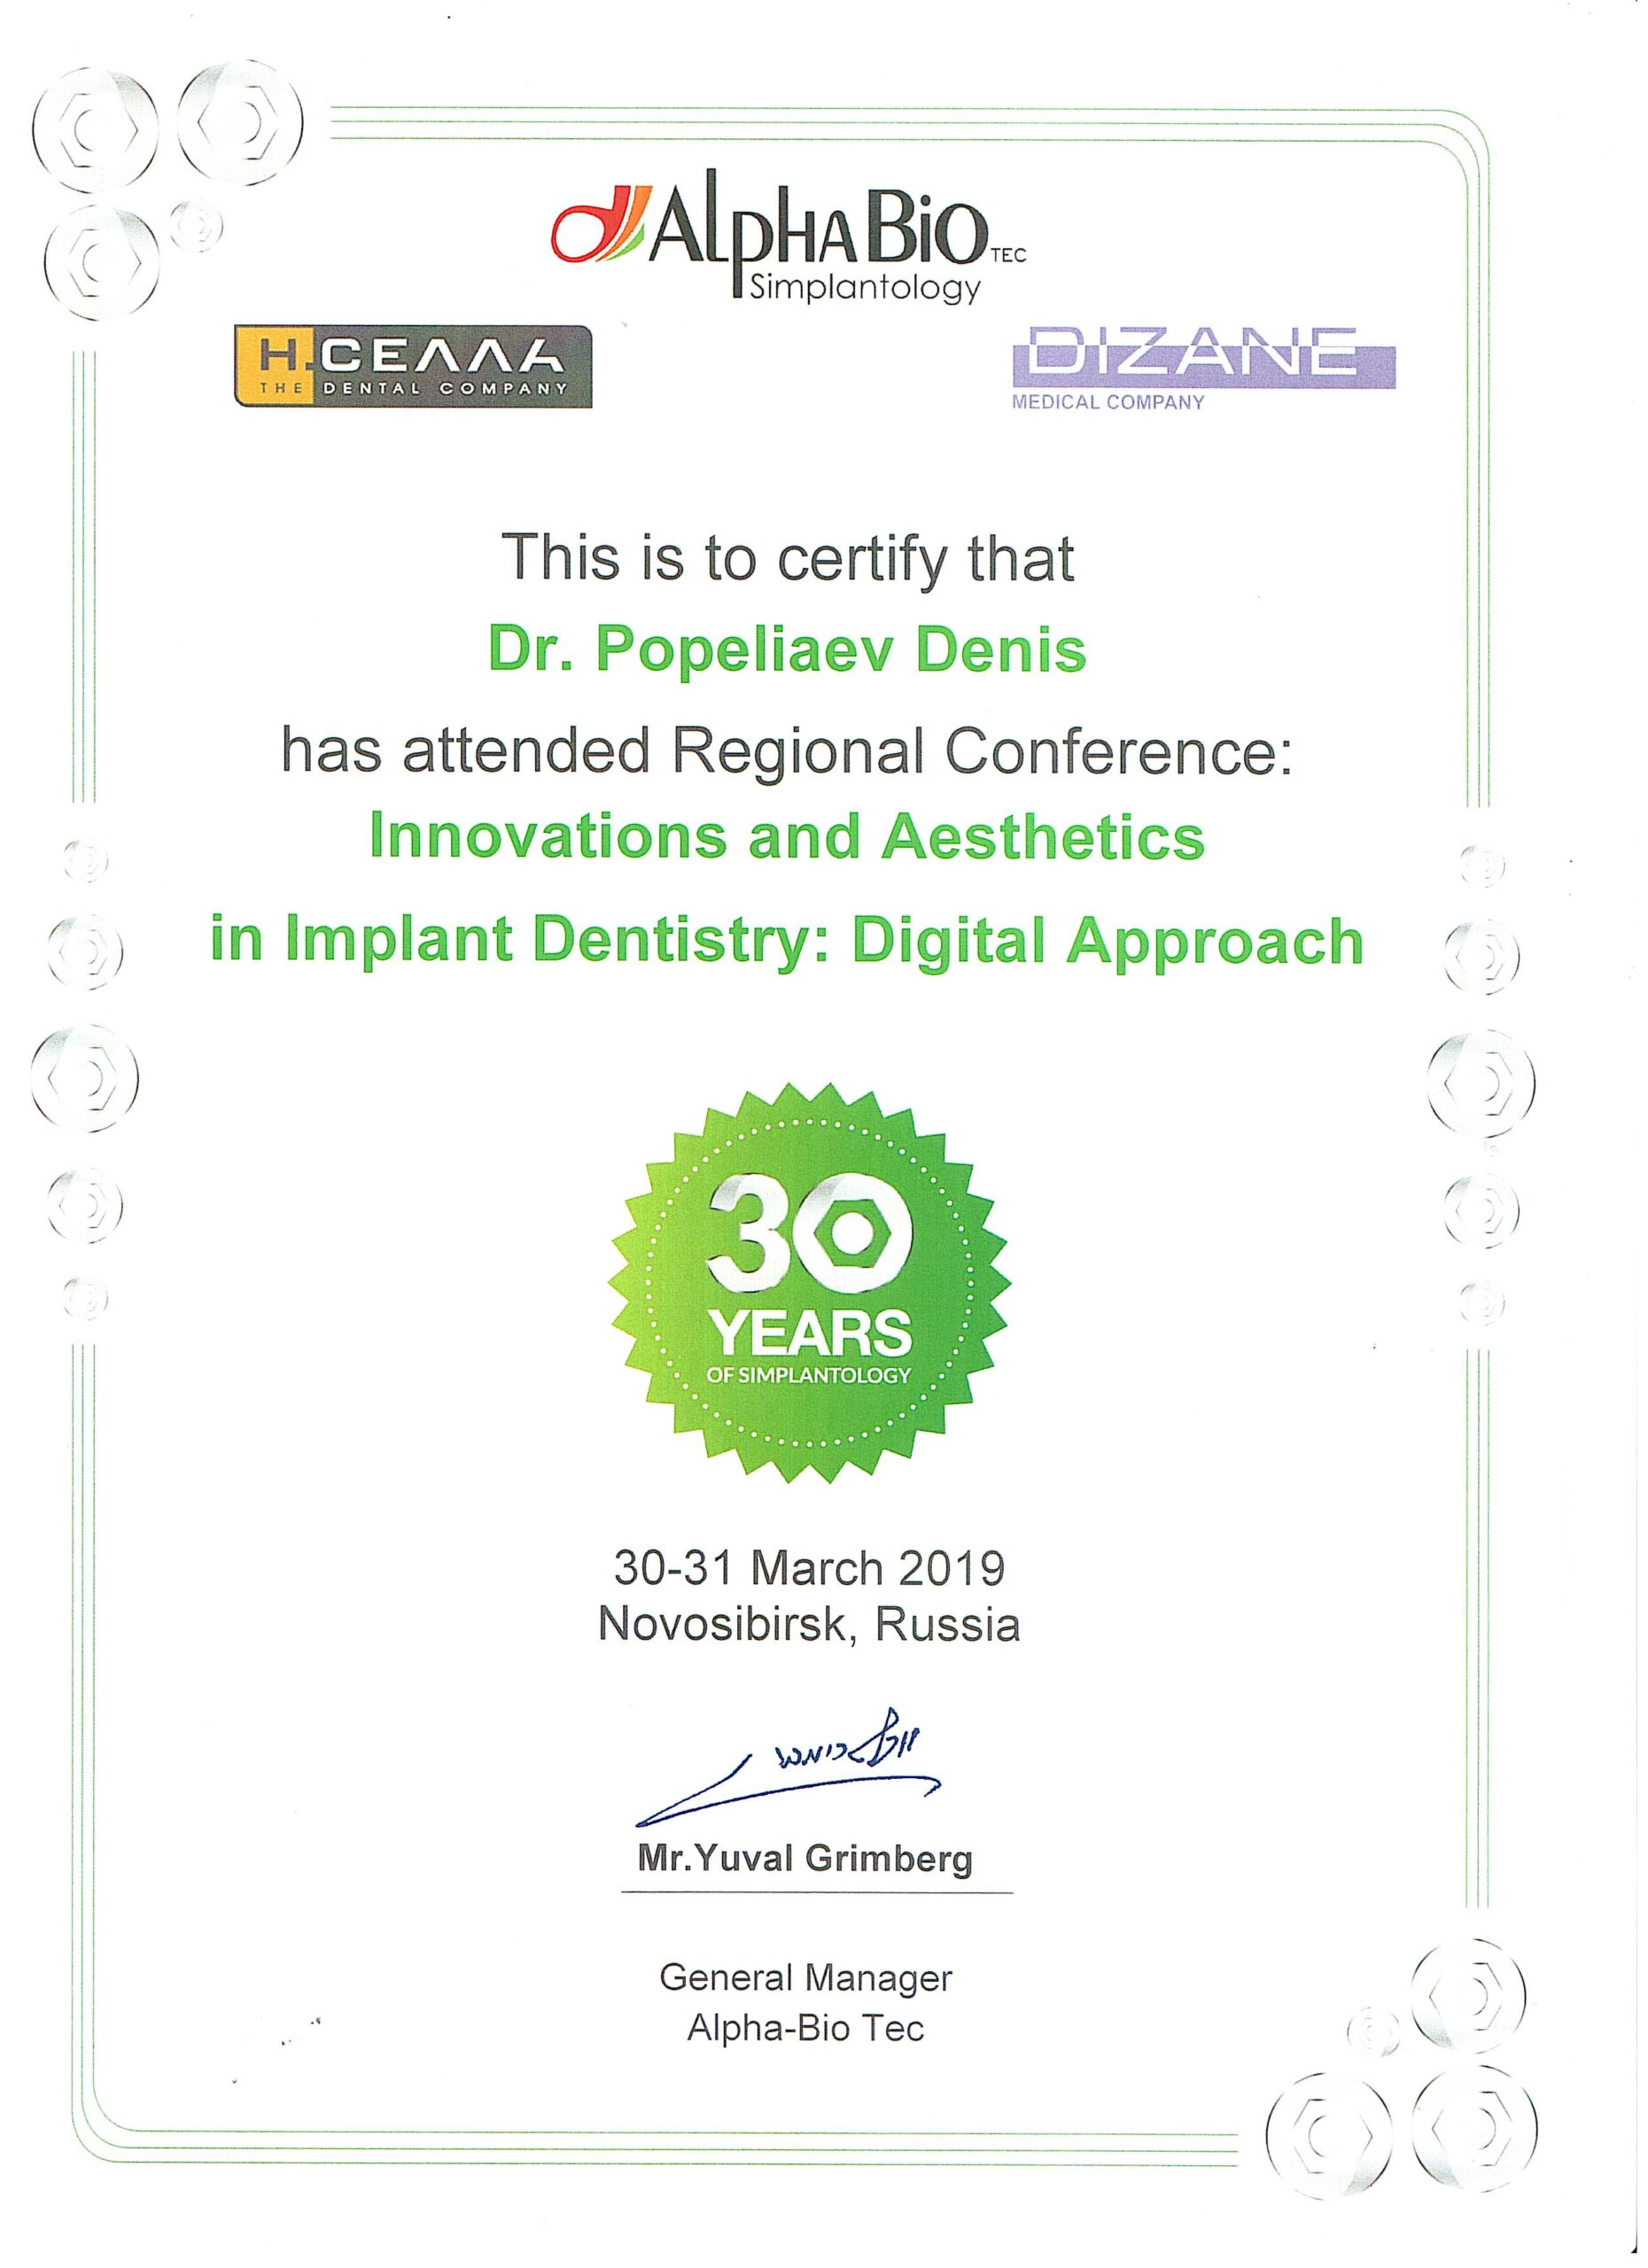 AlpHABiO TEC
Simplantology
Н.СЕЛЛА
THE DENTAL COMPANY
DIZANE
MEDICAL COMPANY
This is to certify that
Dr. Popeliaev Denis
has attended Regional Conference:
Innovations and Aesthetics
in Implant Dentistry: Digital Approach
30
YEARS
OF SIMPLANTOLOGY
30-31 March 2019
Novosibirsk, Russia
Mr.Yuval Grimberg
General Manager
Alpha-Bio Tec